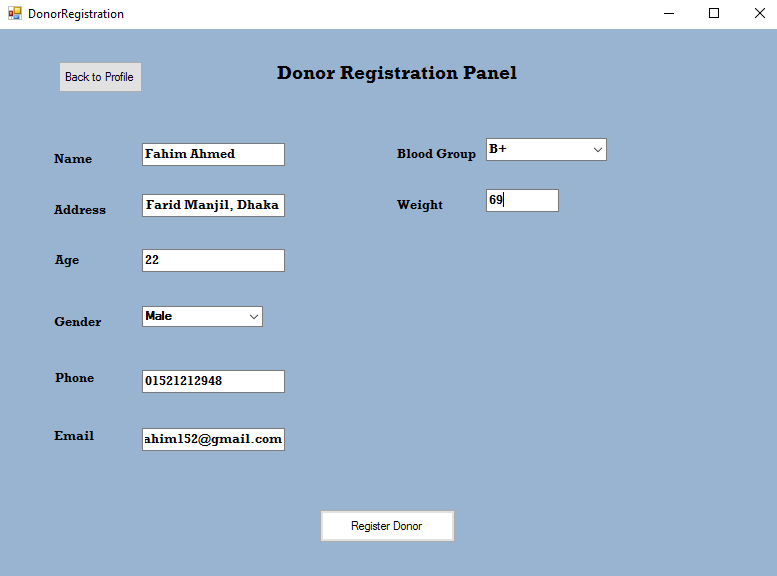 DonorRegistration
Back to Profile
Donor Registration Panel
Name
Fahim Ahmed
Blood Group
B+
Address
Farid Manjil, Dhaka
Weight
69
Age
22
Gender
Male
Phone
01521212948
Email
ahim152@gmail.com
Register Donor